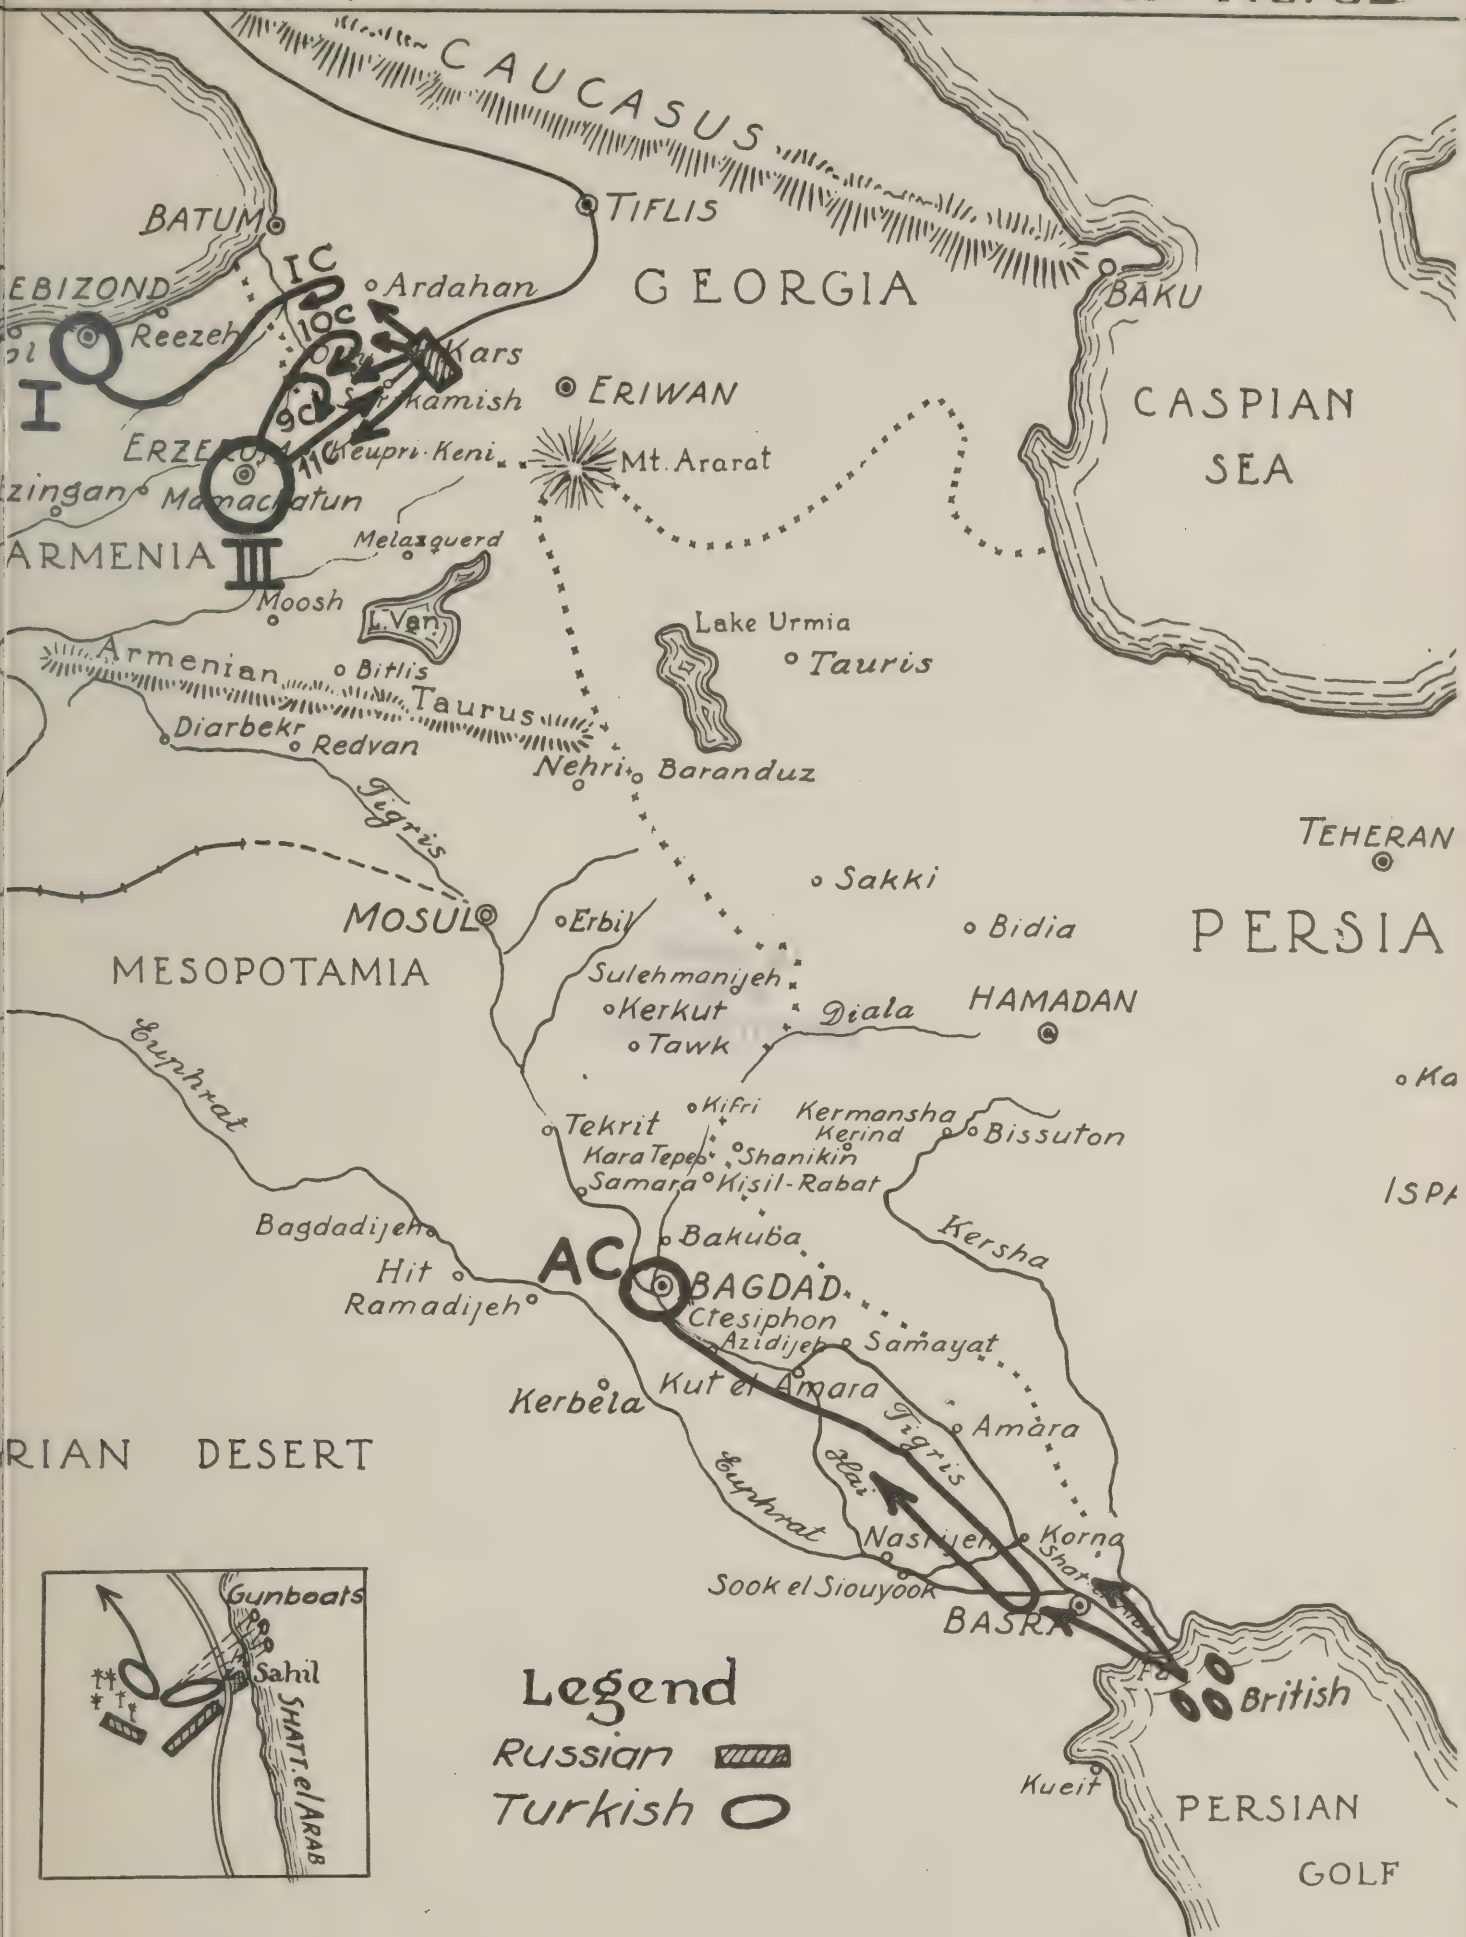 CAUCASUS
BATUM
TIFLIS
IC
Ardahan
GEORGIA
BAKU
EBIZOND
Reezeh
10C
Kars
I
ERIWAN
CASPIAN
SEA
9C
Sarikamish
ERZERUM
11C
Keupri-Keni
Mt. Ararat
zingan
Mamachatun
ARMENIA
III
Melazquerd
Moosh
L.Van
Lake Urmia
Tauris
Armenian
Taurus
Bitlis
Diarbekr
Redvan
Nehri
Baranduz
Tigris
TEHERAN
Sakki
MOSUL
Erbil
Bidia
PERSIA
MESOPOTAMIA
Sulehmanijeh
Kerkut
Diala
HAMADAN
Tawk
Euphrat
Ka
Kifri
Kermansha
Tekrit
Kerind
Bissuton
Kara Tepe
Shanikin
Samara
Kisil-Rabat
ISPA
Bagdadijeh
Bakuba
Kersha
AC
Hit
BAGDAD
Ramadijeh
Ctesiphon
Azidijeh
Samayat
Kut el Amara
Kerbela
Tigris
Amara
RIAN DESERT
Hai
Euphrat
Nasrijeh
Korna
Sook el Siouyook
BASRA
Gunboats
Sahil
SHATT.el ARAB
Fa
British
Legend
Russian
Turkish
Kueit
PERSIAN
GOLF